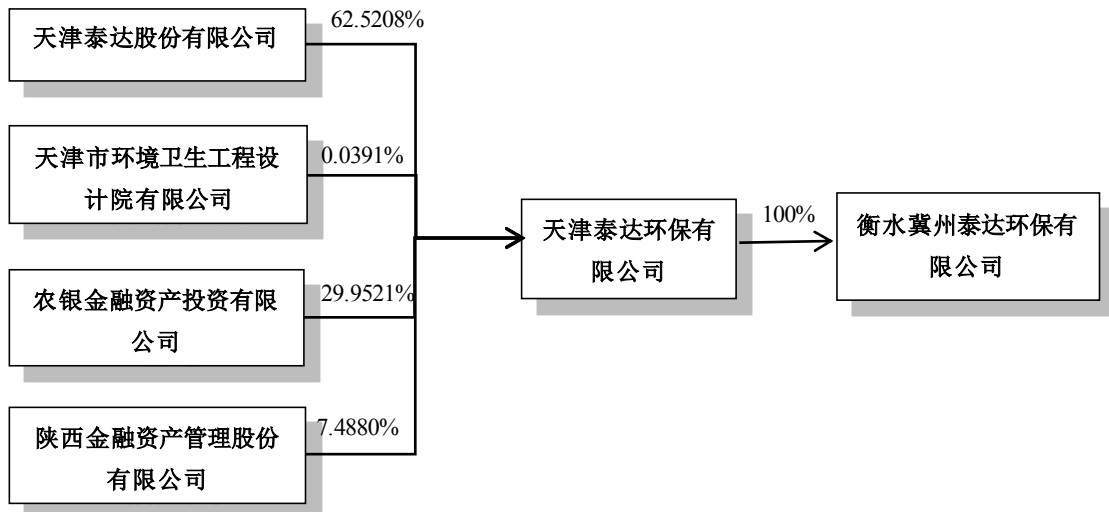 天津泰达股份有限公司
62.5208%
天津市环境卫生工程设
计院有限公司
0.0391%
农银金融资产投资有限
公司
29.9521%
陕西金融资产管理股份
有限公司
7.4880%
天津泰达环保有
限公司
100%
衡水冀州泰达环保有
限公司